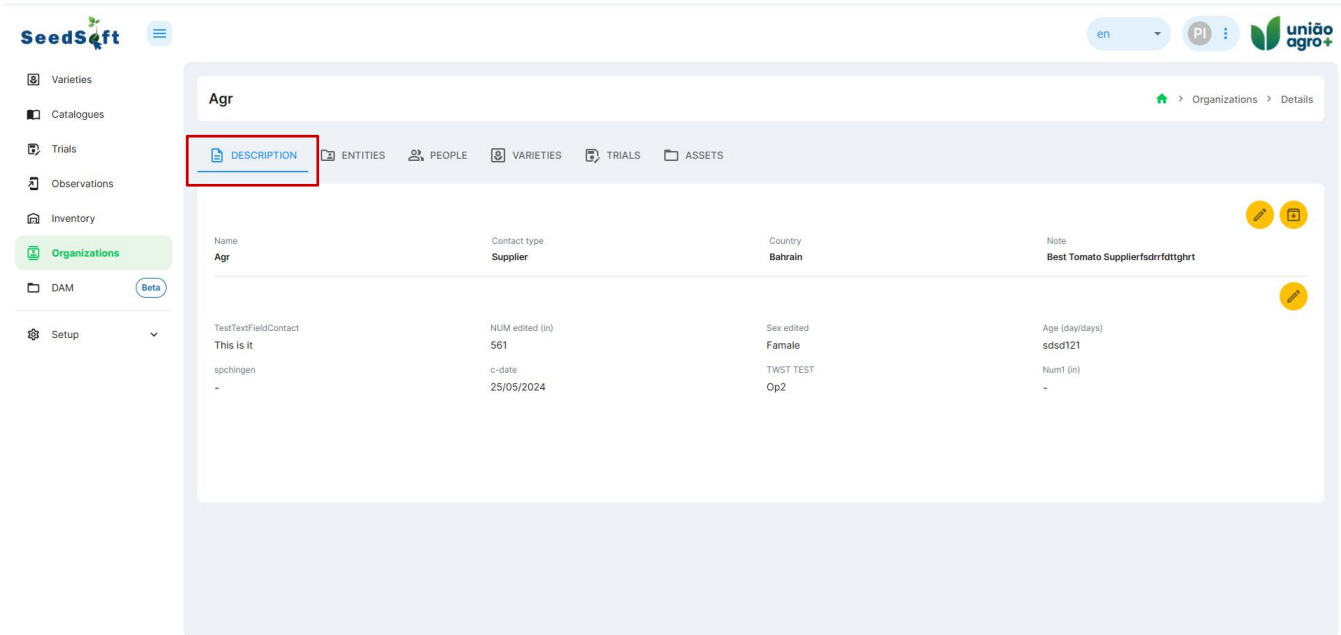 SeedSoft
en
PI
união
agro+
Varieties
Catalogues
Trials
Observations
Inventory
Organizations
DAM Beta
Setup
Agr
> Organizations > Details
DESCRIPTION ENTITIES PEOPLE VARIETIES TRIALS ASSETS
Name Contact type Country Note
Agr Supplier Bahrain Best Tomato Supplierfsdrrfdttghrt
TestTextFieldContact NUM edited (in) Sex edited Age (day/days)
This is it 561 Famale sdsd121
spchingen c-date TWST TEST Num1 (in)
- 25/05/2024 Op2 -